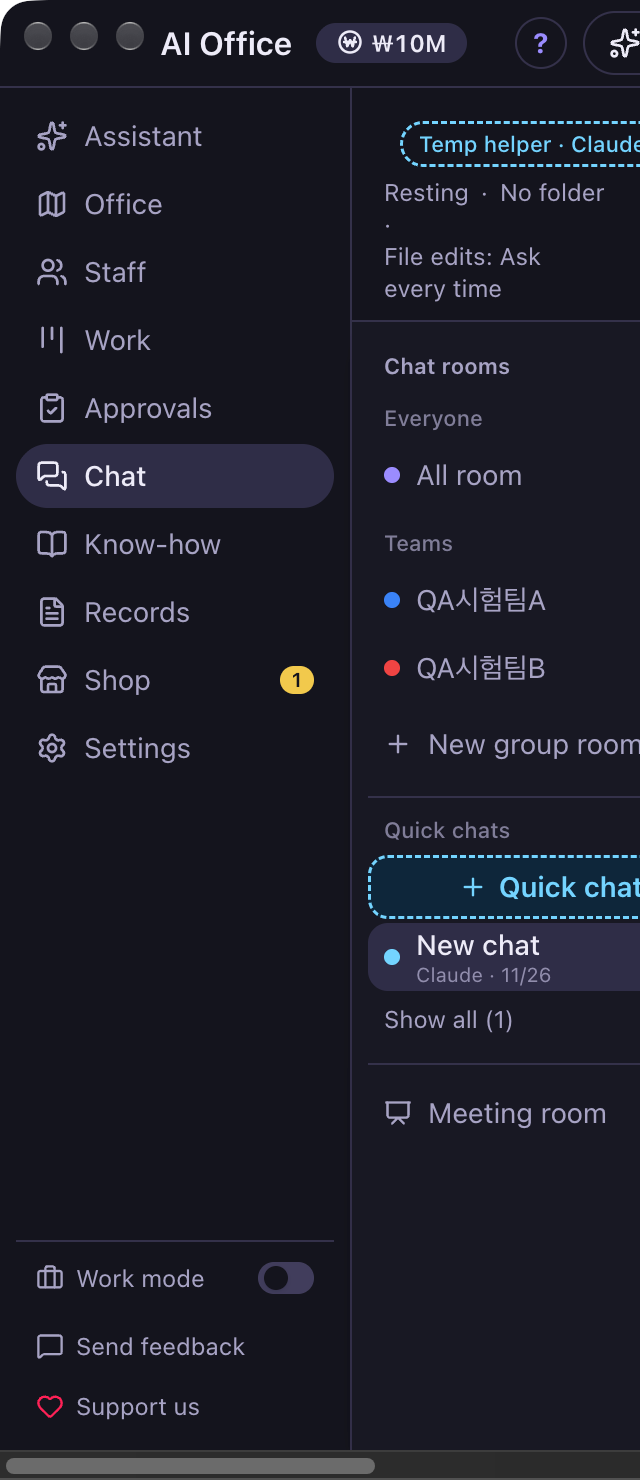 AI Office
₩10M
?
Assistant
Office
Staff
Work
Approvals
Chat
Know-how
Records
Shop
1
Settings
Work mode
Send feedback
Support us
Temp helper · Claude
Resting · No folder
·
File edits: Ask
every time
Chat rooms
Everyone
All room
Teams
QA시험팀A
QA시험팀B
+ New group room
Quick chats
+ Quick chat
New chat
Claude · 11/26
Show all (1)
Meeting room